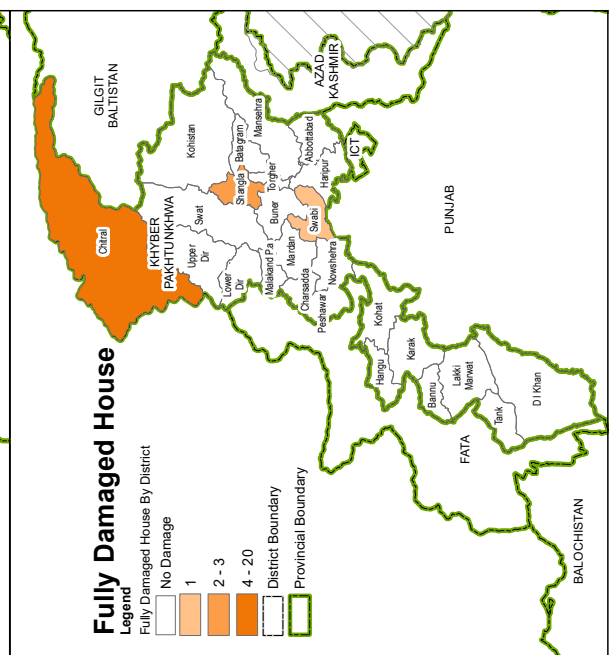 Fully Damaged House
Legend
Fully Damaged House By District
No Damage
1
2 - 3
4 - 20
District Boundary
Provincial Boundary
GILGIT
BALTISTAN
Chitral
KHYBER
PAKHTUNKHWA
AZAD
KASHMIR
Kohistan
Swat
Upper
Dir
Lower
Dir
Shangla
Batagram
Mansehra
Torgher
Abbottabad
Haripur
ICT
Buner
Malakand P.a
Mardan
Swabi
Charsadda
Peshawar
Nowshehra
PUNJAB
Kohat
Hangu
Karak
Bannu
Lakki
Marwat
Tank
D I Khan
FATA
BALOCHISTAN